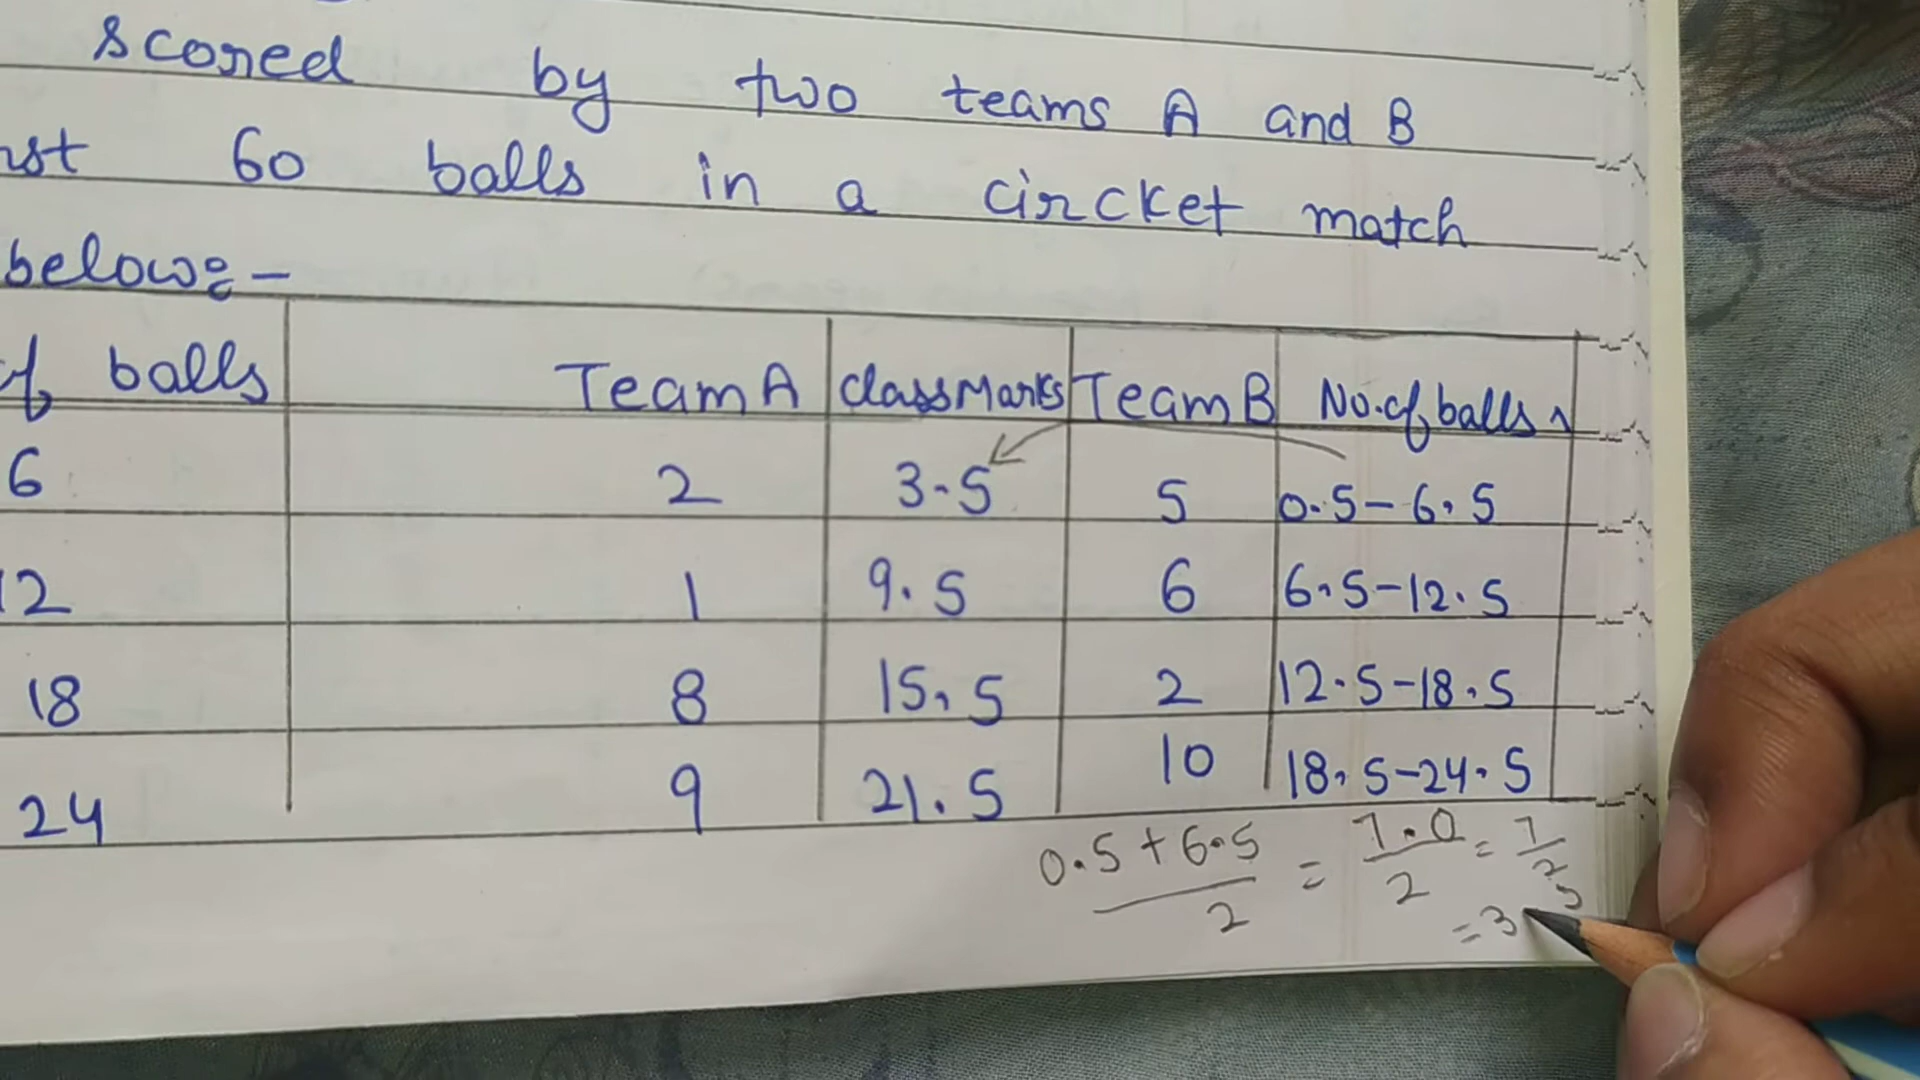 scored by two teams A and B
60 balls in a circket match
below:-
of balls Team A Class Marks Team B No. of balls
6 2 3.5 5 0.5-6.5
12 1 9.5 6 6.5-12.5
18 8 15.5 2 12.5-18.5
24 9 21.5 10 18.5-24.5
0.5+6.5/2 = 7.0/2 = 7/2
= 3